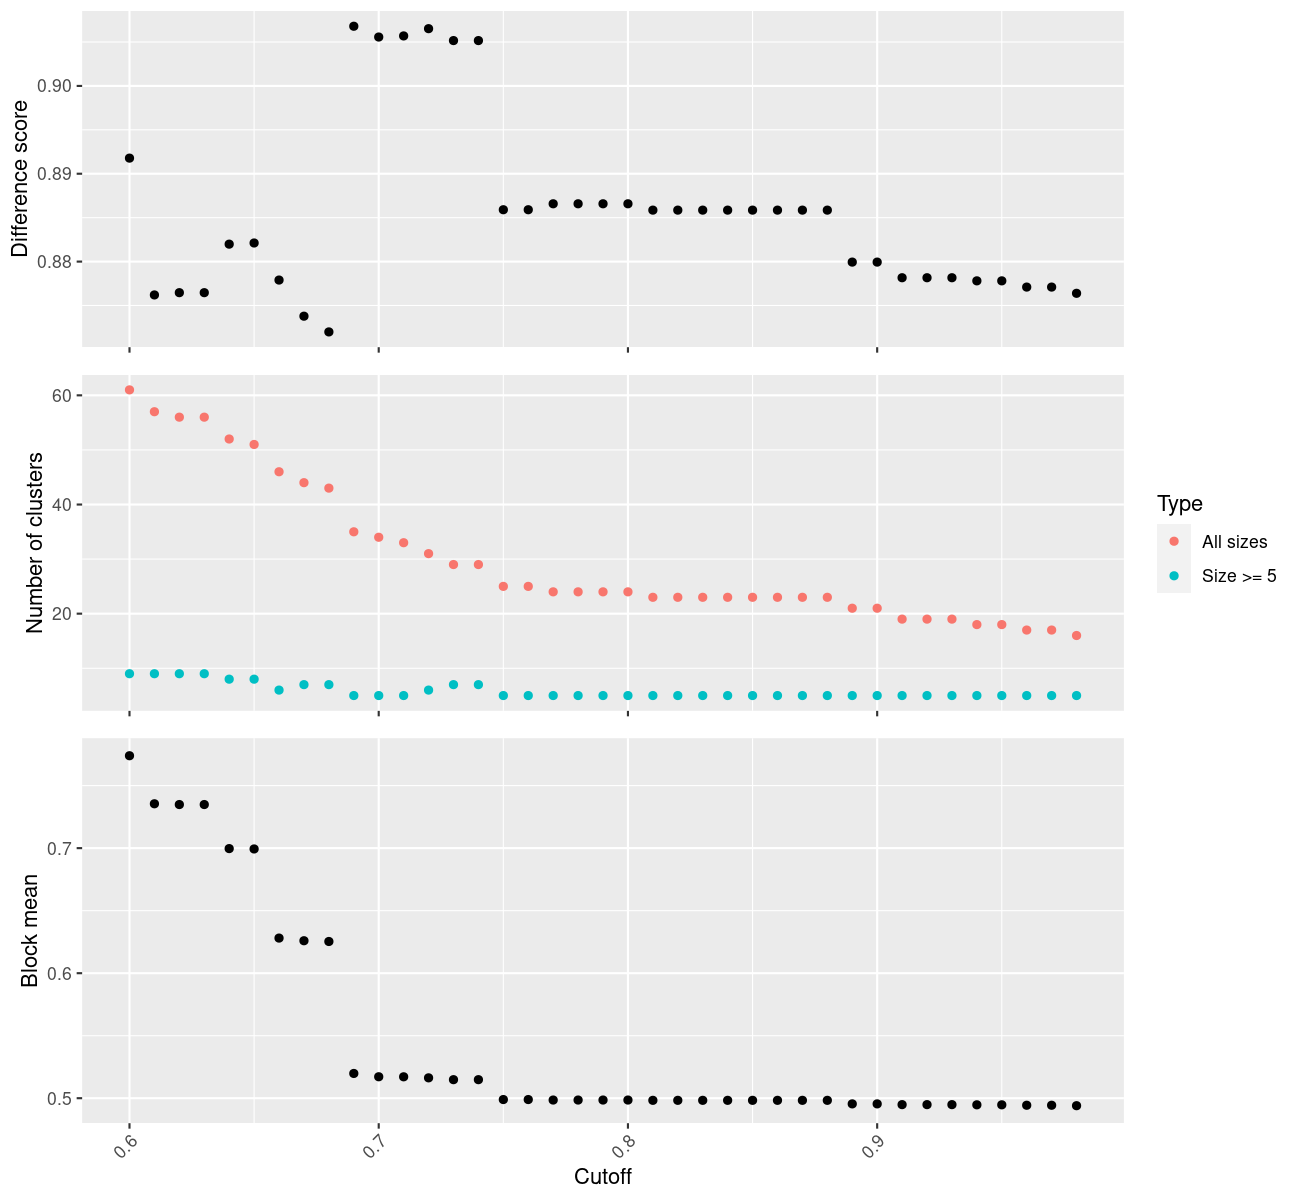 Difference score
0.90
0.89
0.88
Number of clusters
60
40
20
Type
All sizes
Size >= 5
Block mean
0.7
0.6
0.5
0.6
0.7
0.8
0.9
Cutoff